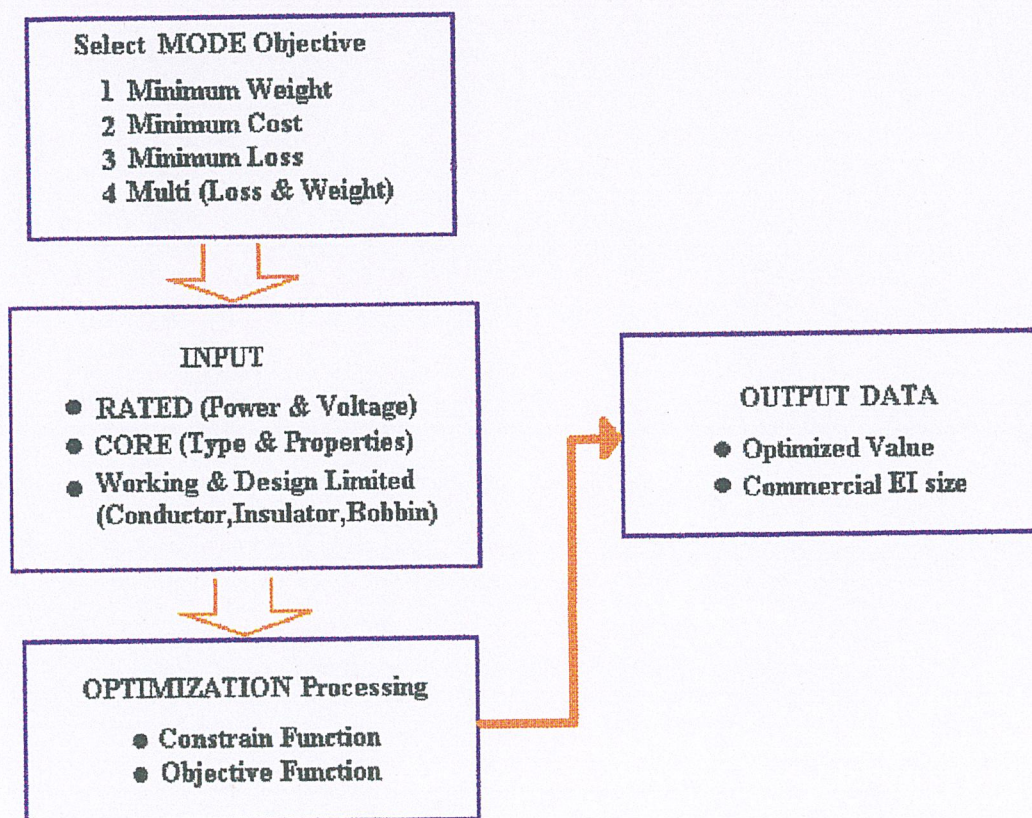 Select MODE Objective
1 Minimum Weight
2 Minimum Cost
3 Minimum Loss
4 Multi (Loss & Weight)
INPUT
● RATED (Power & Voltage)
● CORE (Type & Properties)
● Working & Design Limited
(Conductor,Insulator,Bobbin)
OPTIMIZATION Processing
● Constrain Function
● Objective Function
OUTPUT DATA
● Optimized Value
● Commercial EI size